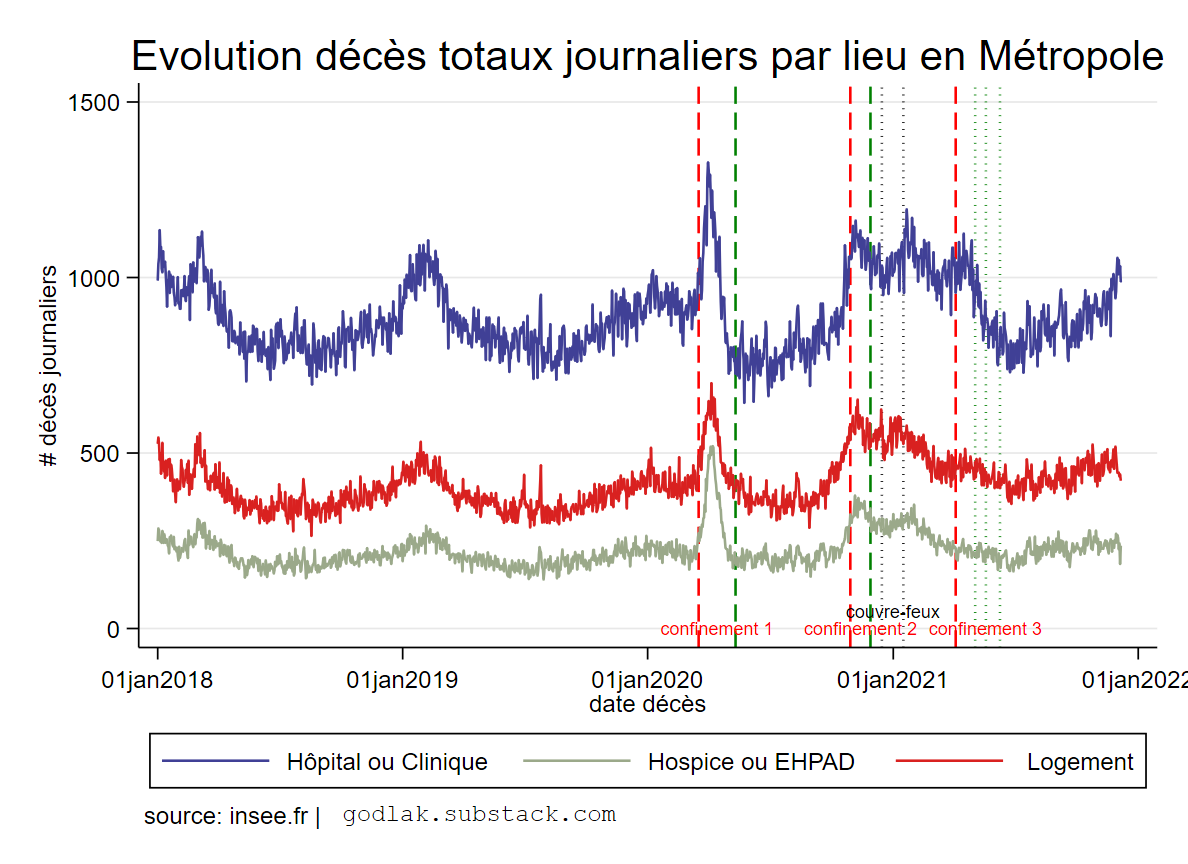 Evolution décès totaux journaliers par lieu en Métropole
# décès journaliers
1500
1000
500
0
couvre-feux
confinement 1
confinement 2
confinement 3
01jan2018
01jan2019
01jan2020
01jan2021
01jan2022
date décès
Hôpital ou Clinique
Hospice ou EHPAD
Logement
source: insee.fr | godlak.substack.com